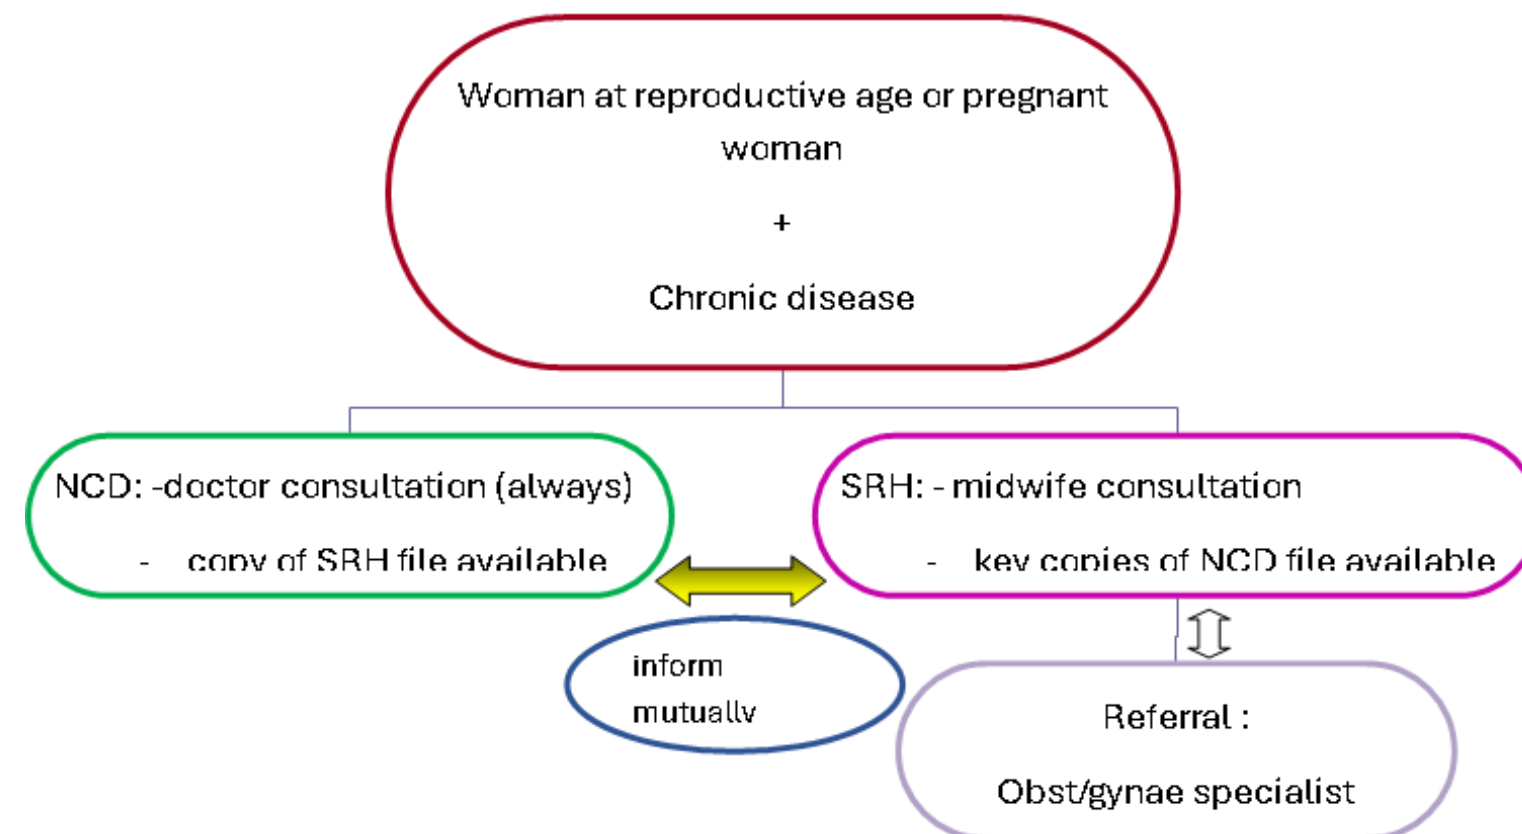 Woman at reproductive age or pregnant
woman
+
Chronic disease
NCD: -doctor consultation (always)
- copy of SRH file available
SRH: - midwife consultation
- key copies of NCD file available
inform
mutually
Referral :
Obst/gynae specialist